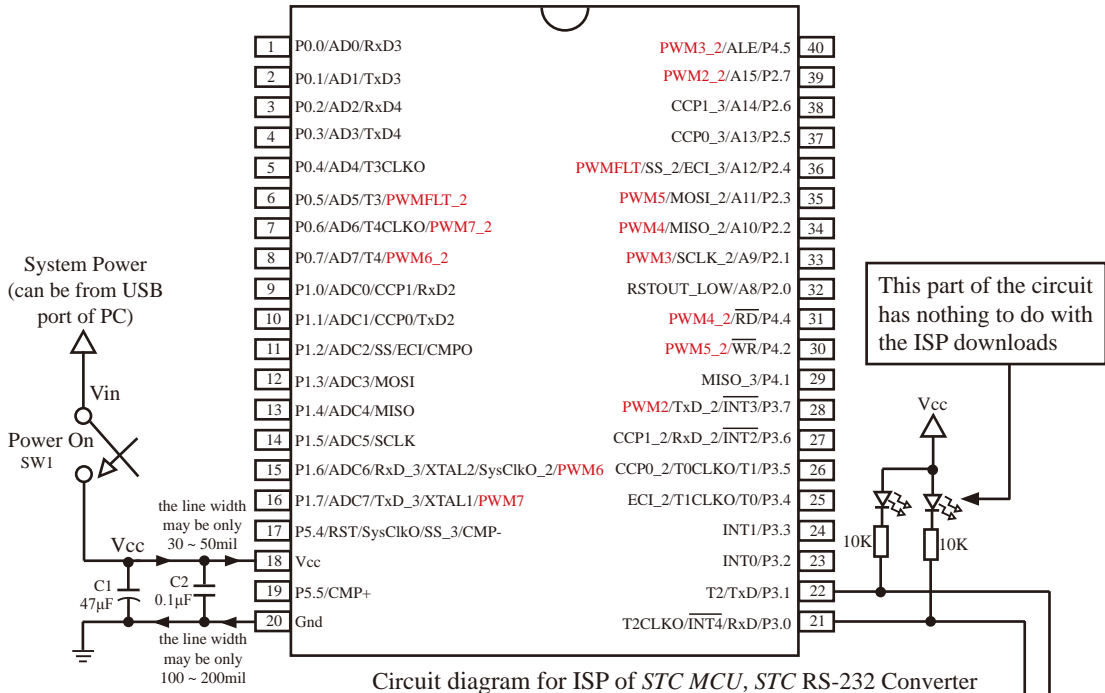 1 P0.0/AD0/RxD3
2 P0.1/AD1/TxD3
3 P0.2/AD2/RxD4
4 P0.3/AD3/TxD4
5 P0.4/AD4/T3CLKO
6 P0.5/AD5/T3/PWMFLT_2
7 P0.6/AD6/T4CLKO/PWM7_2
8 P0.7/AD7/T4/PWM6_2
9 P1.0/ADC0/CCP1/RxD2
10 P1.1/ADC1/CCP0/TxD2
11 P1.2/ADC2/SS/ECI/CMPO
12 P1.3/ADC3/MOSI
13 P1.4/ADC4/MISO
14 P1.5/ADC5/SCLK
15 P1.6/ADC6/RxD_3/XTAL2/SysClkO_2/PWM6
16 P1.7/ADC7/TxD_3/XTAL1/PWM7
17 P5.4/RST/SysClkO/SS_3/CMP-
18 Vcc
19 P5.5/CMP+
20 Gnd
PWM3_2/ALE/P4.5 40
PWM2_2/A15/P2.7 39
CCP1_3/A14/P2.6 38
CCP0_3/A13/P2.5 37
PWMFLT/SS_2/ECI_3/A12/P2.4 36
PWM5/MOSI_2/A11/P2.3 35
PWM4/MISO_2/A10/P2.2 34
PWM3/SCLK_2/A9/P2.1 33
RSTOUT_LOW/A8/P2.0 32
PWM4_2/RD/P4.4 31
PWM5_2/WR/P4.2 30
MISO_3/P4.1 29
PWM2/TxD_2/INT3/P3.7 28
CCP1_2/RxD_2/INT2/P3.6 27
CCP0_2/T0CLKO/T1/P3.5 26
ECI_2/T1CLKO/T0/P3.4 25
INT1/P3.3 24
INT0/P3.2 23
T2/TxD/P3.1 22
T2CLKO/INT4/RxD/P3.0 21
System Power
(can be from USB
port of PC)
Vin
Power On
SW1
the line width
may be only
30 ~ 50mil
Vcc
C1
47μF
C2
0.1μF
the line width
may be only
100 ~ 200mil
This part of the circuit
has nothing to do with
the ISP downloads
Vcc
10K
10K
Circuit diagram for ISP of STC MCU, STC RS-232 Converter